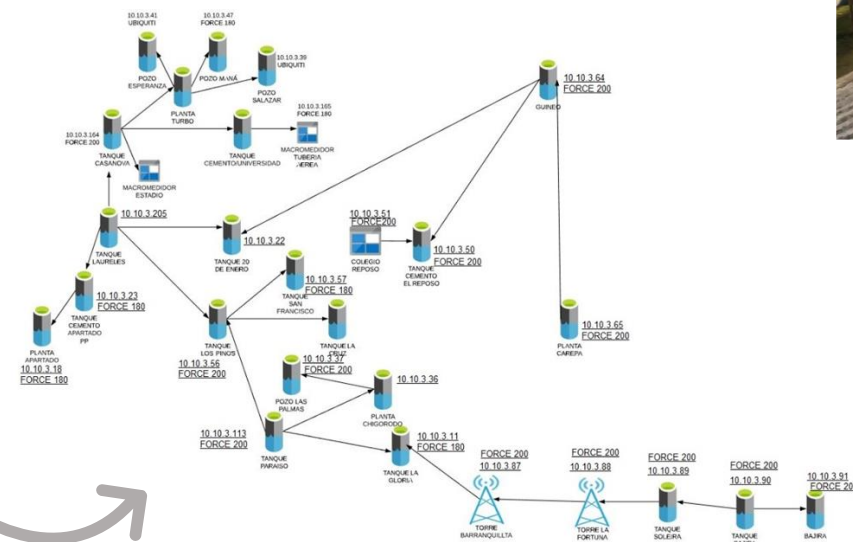 10.10.3.41
UBIQUITI
10.10.3.47
FORCE 180
10.10.3.39
UBIQUITI
POZO
ESPERANZA
POZO MANÁ
POZO
SALAZAR
PLANTA
TURBO
10.10.3.164
FORCE 200
10.10.3.165
FORCE 180
TANQUE
CASANOVA
TANQUE
CEMENTO/UNIVERSIDAD
MACROMEDIDOR
TUBERIA
AEREA
MACROMEDIDOR
ESTADIO
10.10.3.64
FORCE 200
GUINEO
10.10.3.205
TANQUE
LAURELES
10.10.3.22
TANQUE 20
DE ENERO
10.10.3.51
FORCE200
COLEGIO
REPOSO
10.10.3.50
FORCE 200
TANQUE
CEMENTO
EL REPOSO
10.10.3.23
FORCE 180
TANQUE
CEMENTO
APARTADO
PP
10.10.3.57
FORCE 180
TANQUE
SAN
FRANCISCO
PLANTA
APARTADO
10.10.3.18
FORCE 180
TANQUE
LOS PINOS
10.10.3.56
FORCE 200
TANQUE LA
CRUZ
10.10.3.65
FORCE 200
PLANTA
CAREPA
10.10.3.37
FORCE 200
POZO LAS
PALMAS
10.10.3.36
PLANTA
CHIGORODO
10.10.3.113
FORCE 200
TANQUE
PARAISO
10.10.3.11
FORCE 180
TANQUE LA
GLORIA
FORCE 200
10.10.3.87
TORRE
BARRANQUILLTA
FORCE 200
10.10.3.88
TORRE LA
FORTUNA
FORCE 200
10.10.3.89
TANQUE
SOLEIRA
FORCE 200
10.10.3.90
TANQUE
10.10.3.91
FORCE 20
BAJIRA